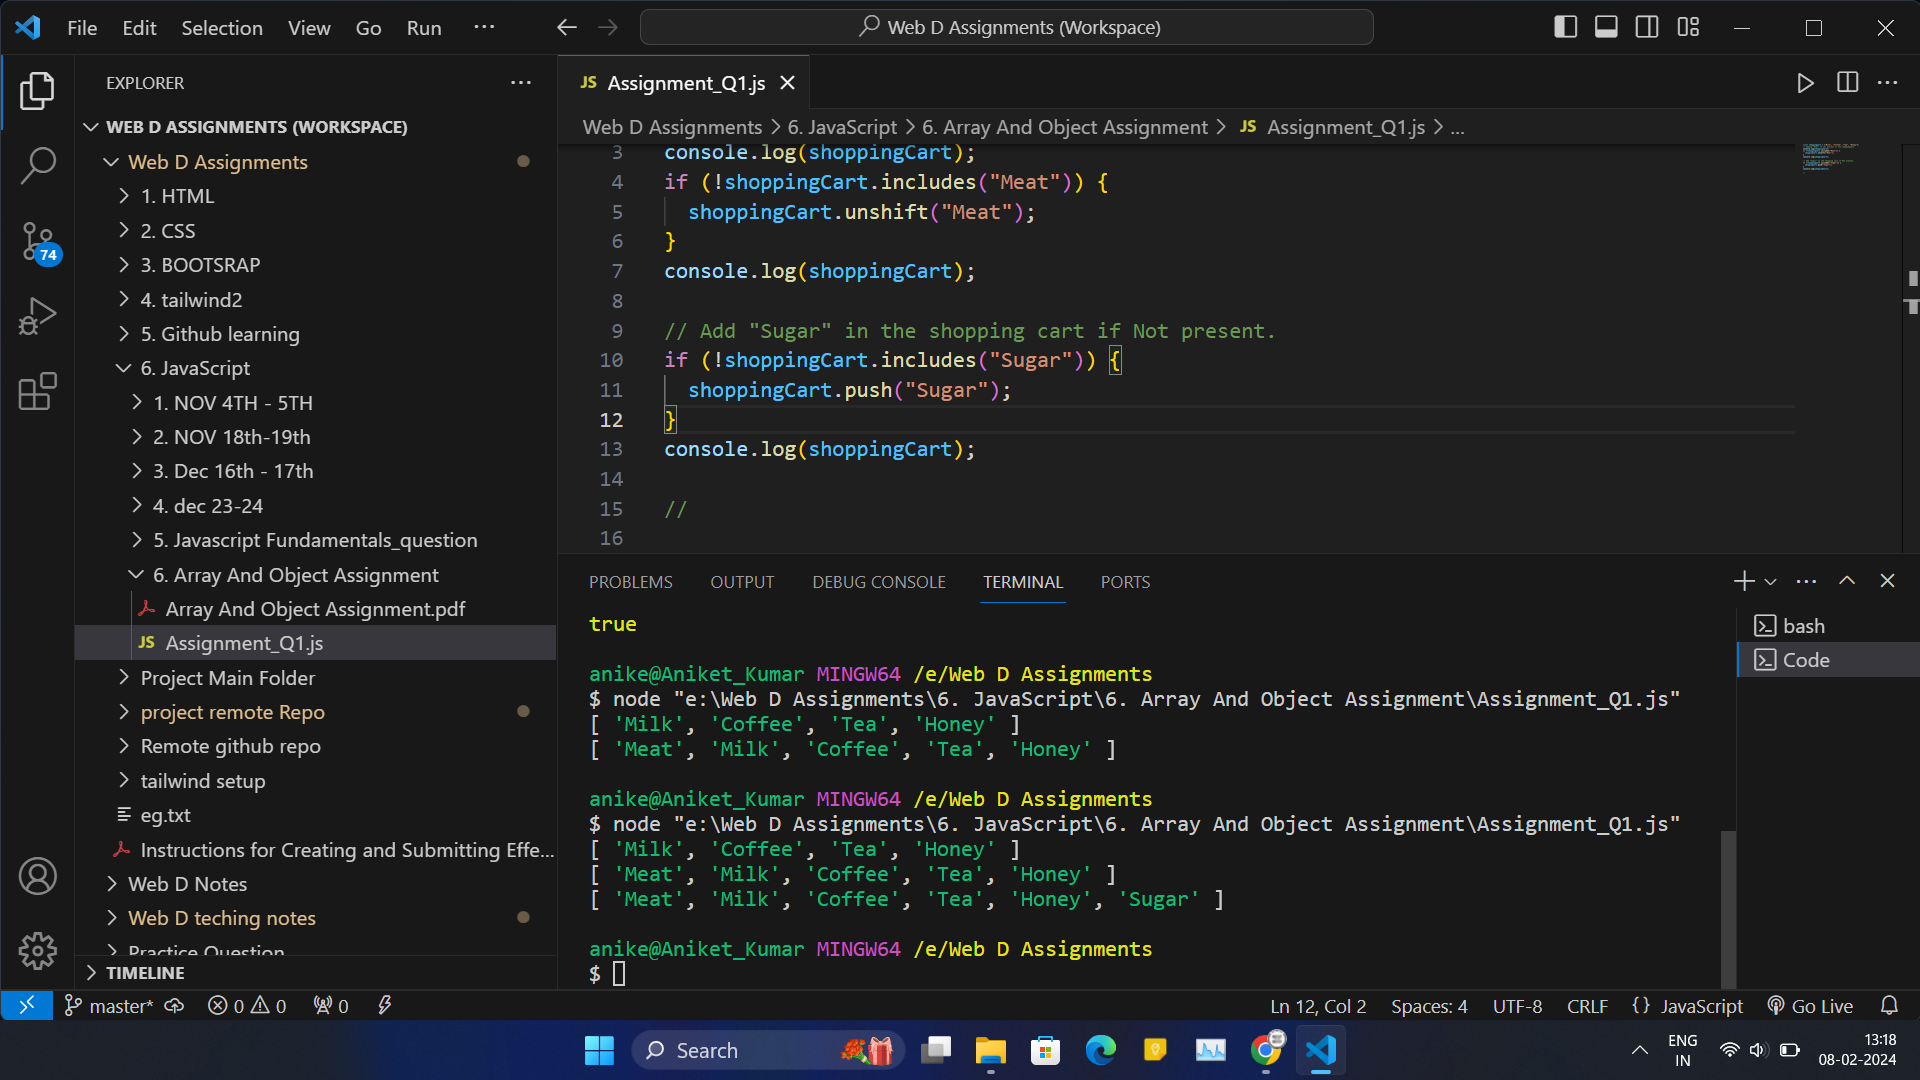 File Edit Selection View Go Run ···
Web D Assignments (Workspace)
EXPLORER ···
WEB D ASSIGNMENTS (WORKSPACE)
Web D Assignments
1. HTML
2. CSS
3. BOOTSRAP
4. tailwind2
5. Github learning
6. JavaScript
1. NOV 4TH - 5TH
2. NOV 18th-19th
3. Dec 16th - 17th
4. dec 23-24
5. Javascript Fundamentals_question
6. Array And Object Assignment
Array And Object Assignment.pdf
JS Assignment_Q1.js
Project Main Folder
project remote Repo
Remote github repo
tailwind setup
eg.txt
Instructions for Creating and Submitting Effe...
Web D Notes
Web D teching notes
Practice Question
TIMELINE
74
JS Assignment_Q1.js
Web D Assignments > 6. JavaScript > 6. Array And Object Assignment > JS Assignment_Q1.js > ...
3 console.log(shoppingCart);
4 if (!shoppingCart.includes("Meat")) {
5 shoppingCart.unshift("Meat");
6 }
7 console.log(shoppingCart);
8
9 // Add "Sugar" in the shopping cart if Not present.
10 if (!shoppingCart.includes("Sugar")) {
11 shoppingCart.push("Sugar");
12 }
13 console.log(shoppingCart);
14
15 //
16
PROBLEMS OUTPUT DEBUG CONSOLE TERMINAL PORTS
true
anike@Aniket_Kumar MINGW64 /e/Web D Assignments
$ node "e:\Web D Assignments\6. JavaScript\6. Array And Object Assignment\Assignment_Q1.js"
[ 'Milk', 'Coffee', 'Tea', 'Honey' ]
[ 'Meat', 'Milk', 'Coffee', 'Tea', 'Honey' ]
anike@Aniket_Kumar MINGW64 /e/Web D Assignments
$ node "e:\Web D Assignments\6. JavaScript\6. Array And Object Assignment\Assignment_Q1.js"
[ 'Milk', 'Coffee', 'Tea', 'Honey' ]
[ 'Meat', 'Milk', 'Coffee', 'Tea', 'Honey' ]
[ 'Meat', 'Milk', 'Coffee', 'Tea', 'Honey', 'Sugar' ]
anike@Aniket_Kumar MINGW64 /e/Web D Assignments
$
bash
Code
master* 0 0 0 Ln 12, Col 2 Spaces: 4 UTF-8 CRLF {} JavaScript Go Live
Search
ENG
IN
13:18
08-02-2024